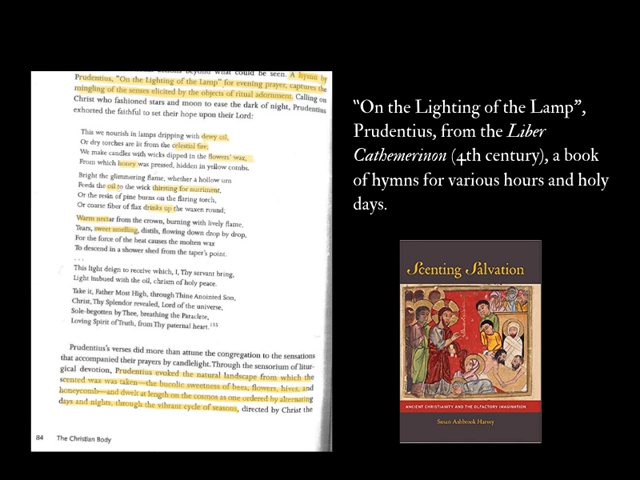 beyond what could be seen. A hymn by
Prudentius, "On the Lighting of the Lamp" for evening prayer, captures the
mingling of the senses elicited by the objects of ritual adornment. Calling on
Christ who fashioned stars and moon to ease the dark of night, Prudentius
exhorted the faithful to set their hope upon their Lord:
This we nourish in lamps dripping with dewy oil,
Or dry torches are lit from the celestial fire;
We make candles with wicks dipped in the flowers' wax,
From which honey was pressed, hidden in yellow combs.
Bright the glimmering flame, whether a hollow urn
Feeds the oil to the wick thirsting for nutriment,
Or the resin of pine burns on the flaring torch,
Or coarse fiber of flax drinks up the waxen round;
Warm nectar from the crown, burning with lively flame,
Tears, sweet smelling, distils, flowing down drop by drop,
For the force of the heat causes the molten wax
To descend in a shower shed from the taper's point.
. . .
This light deign to receive which, I, Thy servant bring,
Light imbued with the oil, chrism of holy peace.
Take it, Father Most High, through Thine Anointed Son,
Christ, Thy Splendor revealed, Lord of the universe,
Sole-begotten by Thee, breathing the Paraclete,
Loving Spirit of Truth, from Thy paternal heart.
Prudentius's verses did more than attune the congregation to the sensations
that accompanied their prayers by candlelight. Through the sensorium of litur-
gical devotion, Prudentius evoked the natural landscape from which the
scented wax was taken—the bucolic sweetness of bees, flowers, hives, and
honeycomb—and dwelt at length on the cosmos as one ordered by alternating
days and nights, through the vibrant cycle of seasons, directed by Christ the
84 The Christian Body
"On the Lighting of the Lamp",
Prudentius, from the Liber
Cathemerinon (4th century), a book
of hymns for various hours and holy
days.
Scenting Salvation
ANCIENT CHRISTIANITY AND THE OLFACTORY IMAGINATION
Susan Ashbrook Harvey